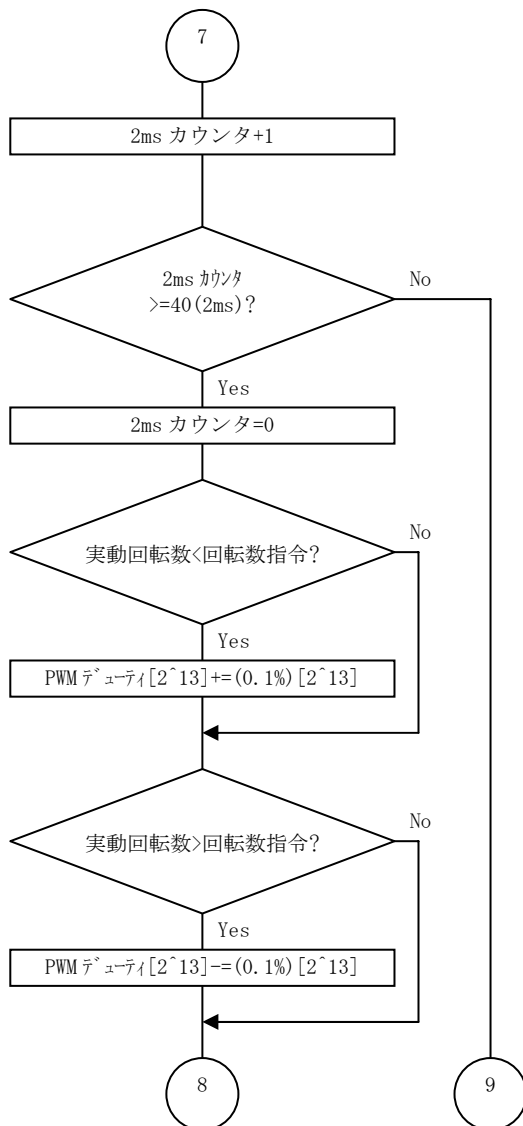 7
2ms カウンタ+1
2ms ｶｳﾝﾀ
>=40(2ms)?
No
Yes
2ms カウンタ=0
No
実動回転数<回転数指令?
Yes
PWM ﾃﾞｭｰﾃｨ[2^13]+=(0.1%)[2^13]
No
実動回転数>回転数指令?
Yes
PWM ﾃﾞｭｰﾃｨ[2^13]-=(0.1%)[2^13]
8
9